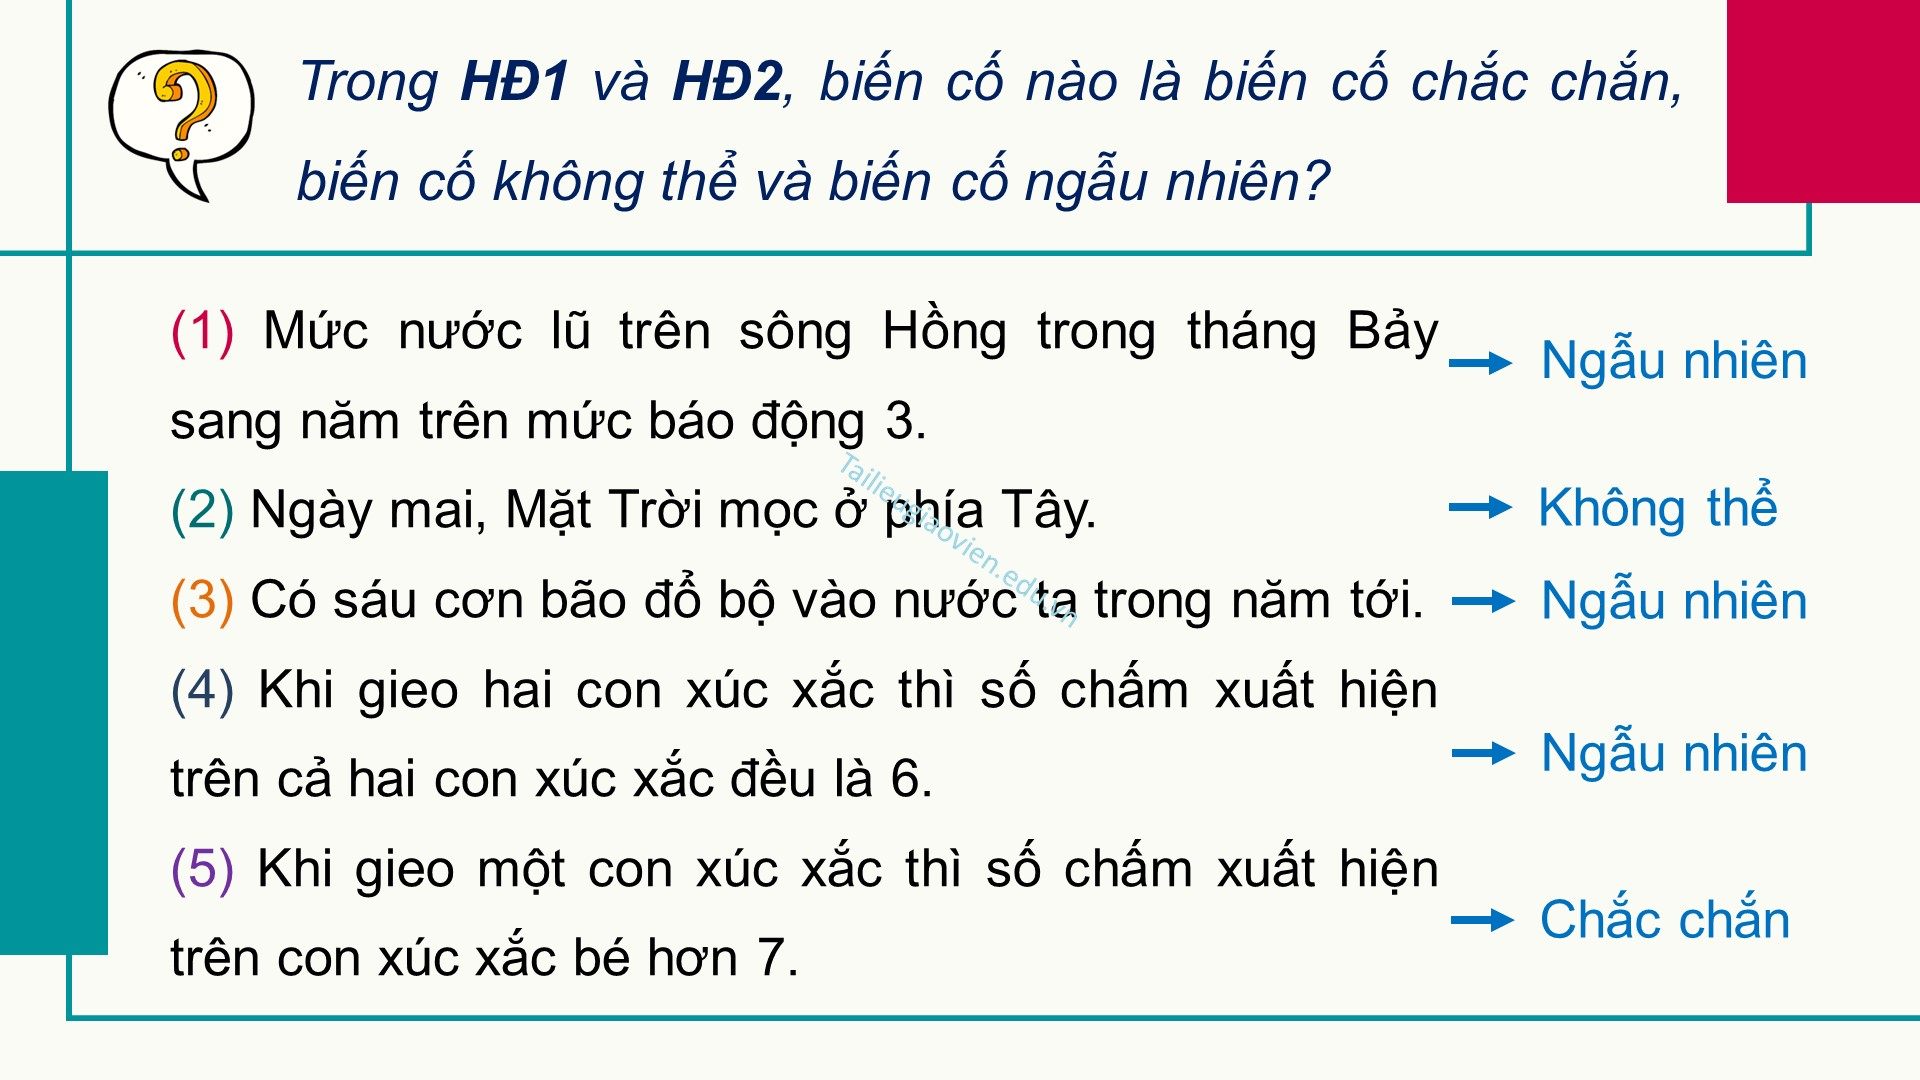 Trong HĐ1 và HĐ2, biến cố nào là biến cố chắc chắn,
biến cố không thể và biến cố ngẫu nhiên?
(1) Mức nước lũ trên sông Hồng trong tháng Bảy
sang năm trên mức báo động 3.
Ngẫu nhiên
(2) Ngày mai, Mặt Trời mọc ở phía Tây.
Không thể
(3) Có sáu cơn bão đổ bộ vào nước ta trong năm tới.
Ngẫu nhiên
(4) Khi gieo hai con xúc xắc thì số chấm xuất hiện
trên cả hai con xúc xắc đều là 6.
Ngẫu nhiên
(5) Khi gieo một con xúc xắc thì số chấm xuất hiện
trên con xúc xắc bé hơn 7.
Chắc chắn
Tailieugiaovien.edu.vn